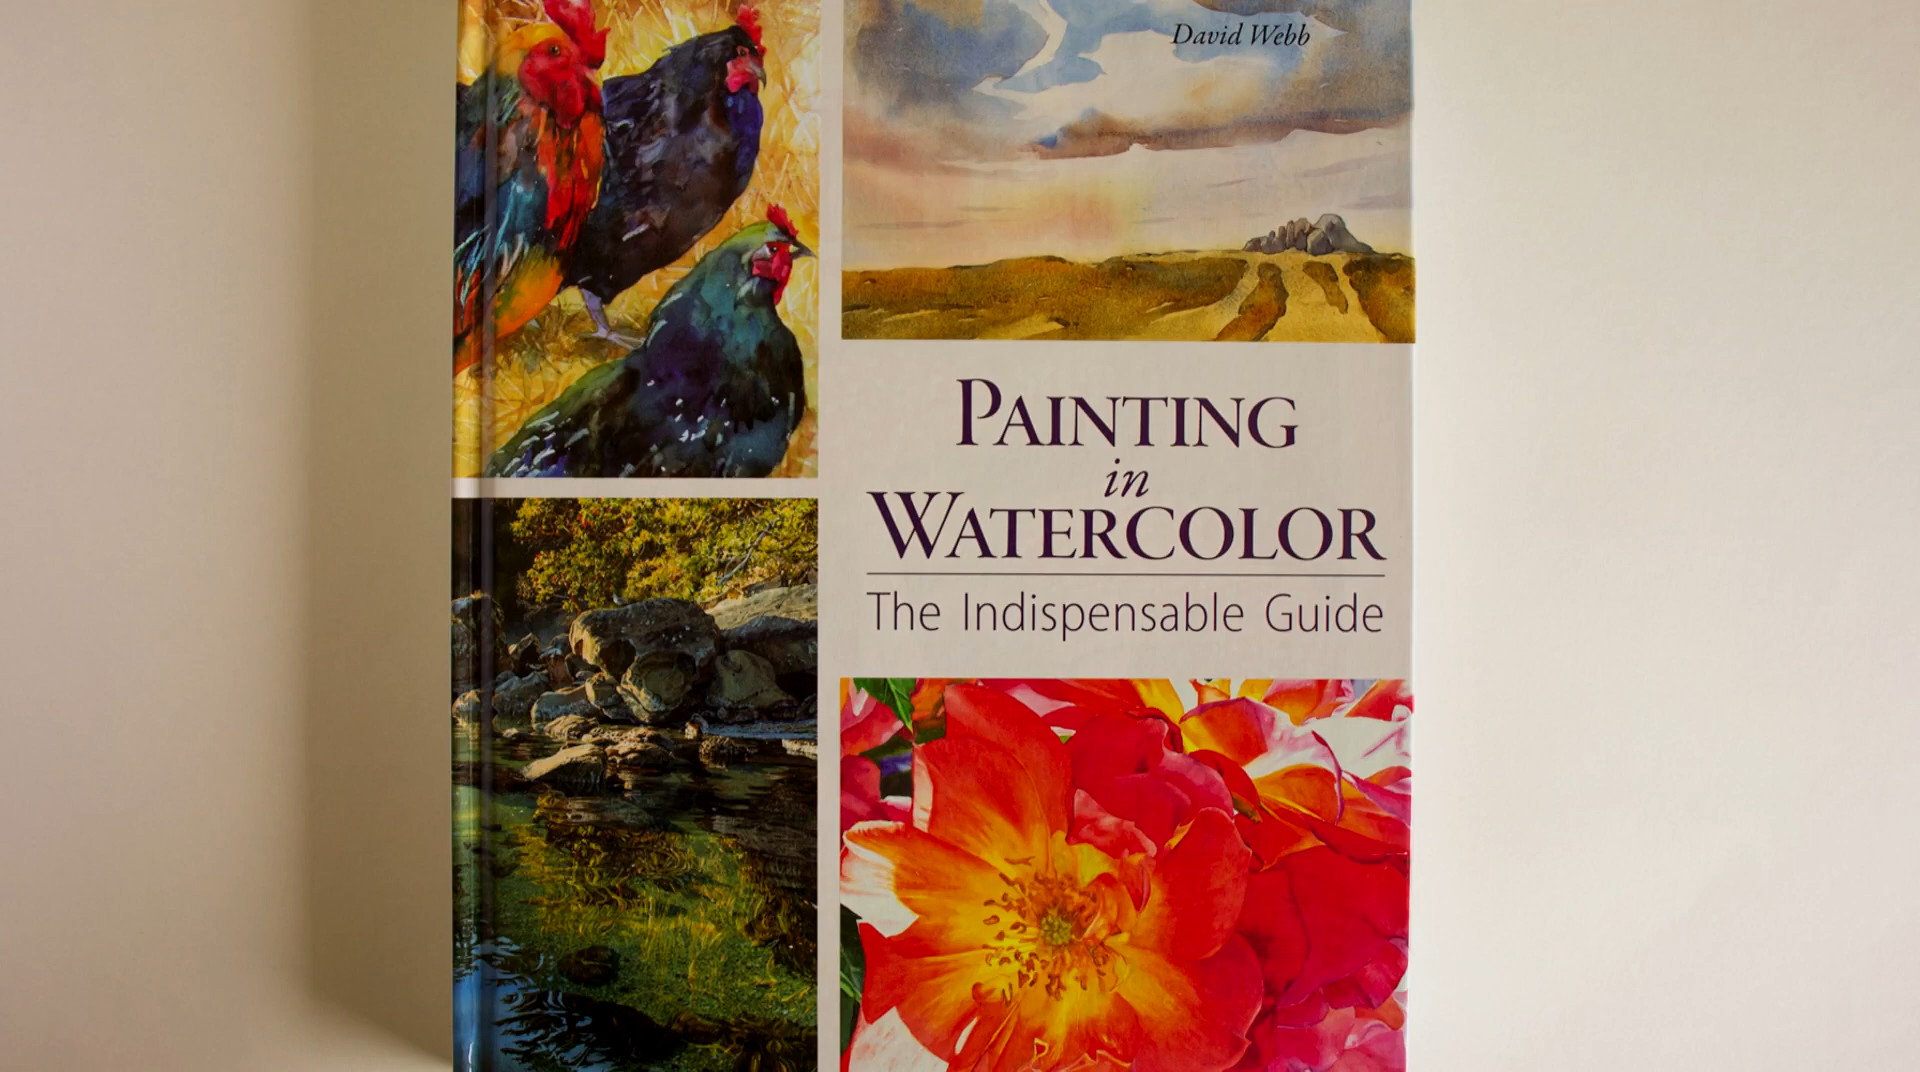 David Webb
PAINTING
in
WATERCOLOR
The Indispensable Guide